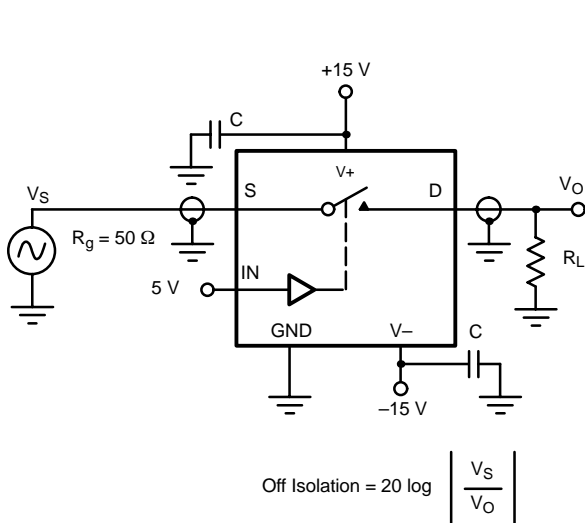 +15 V
C
V+
VS
S
D
VO
Rg = 50 Ω
IN
5 V
RL
GND
V–
C
–15 V
Off Isolation = 20 log
VS
VO